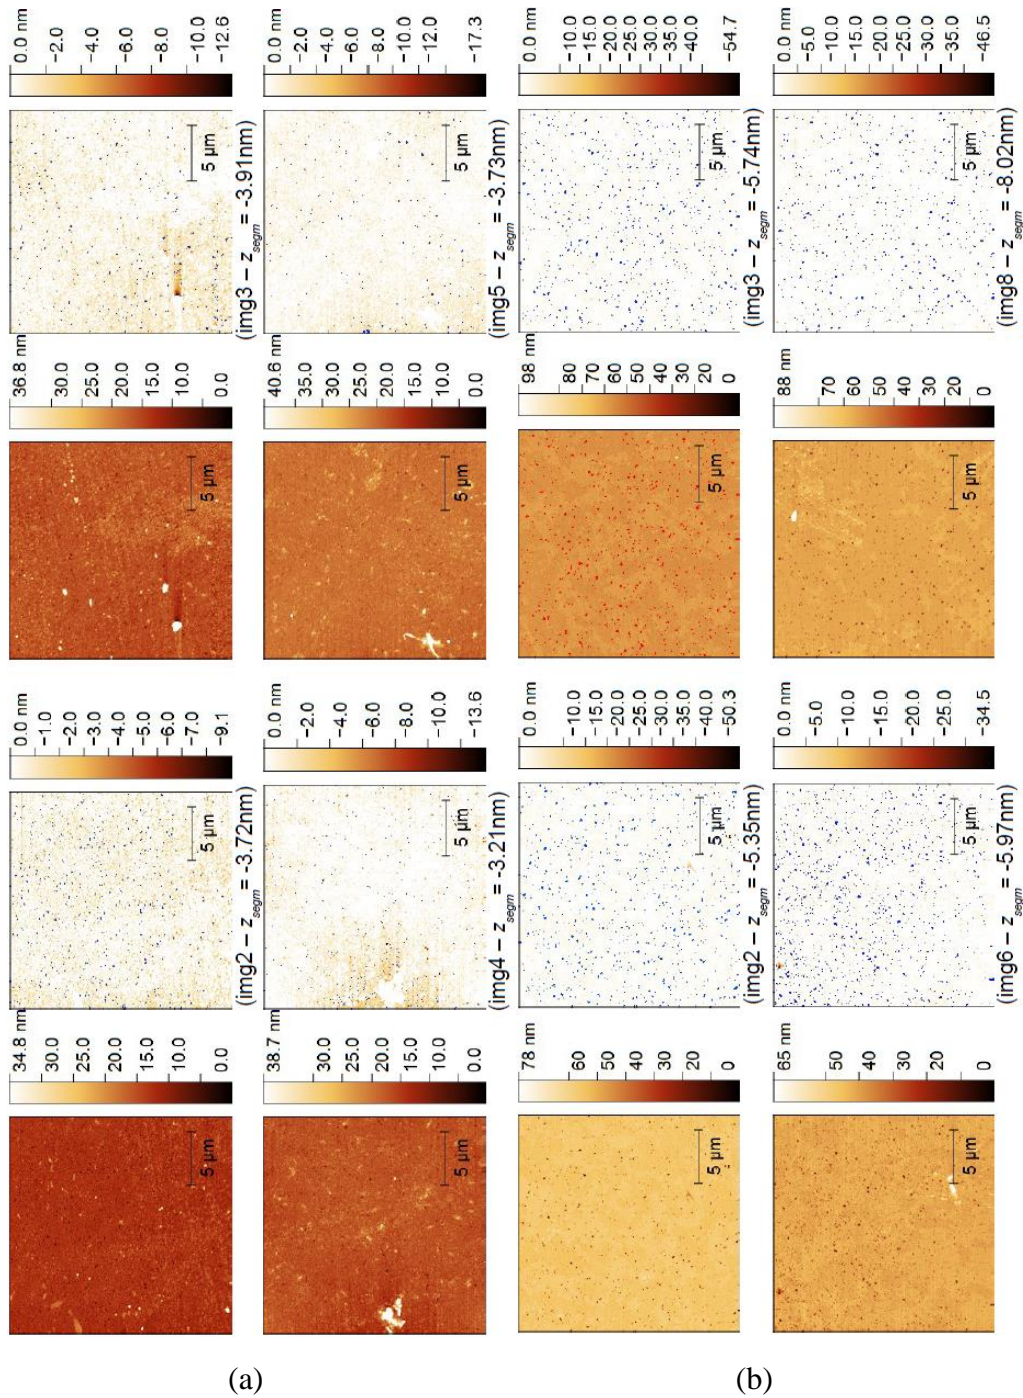 34.8 nm
30.0
20.0
15.0
10.0
0.0
5 µm
0.0 nm
−1.0
−2.0
−3.0
−4.0
−5.0
−6.0
−7.0
−9.1
5 µm
(img2 − z segm = −3.72nm)
36.8 nm
30.0
25.0
20.0
15.0
10.0
0.0
5 µm
0.0 nm
−2.0
−4.0
−6.0
−8.0
−10.0
−12.6
5 µm
(img3 − z segm = −3.91nm)
38.7 nm
30.0
20.0
15.0
10.0
0.0
5 µm
0.0 nm
−2.0
−4.0
−6.0
−8.0
−10.0
−13.6
5 µm
(img4 − z segm = −3.21nm)
40.6 nm
35.0
30.0
25.0
20.0
15.0
10.0
0.0
5 µm
0.0 nm
−2.0
−4.0
−6.0
−8.0
−10.0
−12.0
−17.3
5 µm
(img5 − z segm = −3.73nm)
(a)
78 nm
60
50
40
30
20
0
5 µm
0.0 nm
−10.0
−15.0
−25.0
−30.0
−35.0
−40.0
−50.3
5 µm
(img2 − z segm = −5.35nm)
98 nm
80
70
60
50
40
30
20
0
5 µm
0.0 nm
−10.0
−15.0
−20.0
−25.0
−30.0
−35.0
−40.0
−54.7
5 µm
(img3 − z segm = −5.74nm)
65 nm
50
40
30
20
0
5 µm
0.0 nm
−5.0
−10.0
−15.0
−20.0
−25.0
−34.5
5 µm
(img6 − z segm = −5.97nm)
88 nm
70
60
50
40
30
20
0
5 µm
0.0 nm
−5.0
−10.0
−15.0
−20.0
−25.0
−30.0
−35.0
−46.5
5 µm
(img8 − z segm = −8.02nm)
(b)